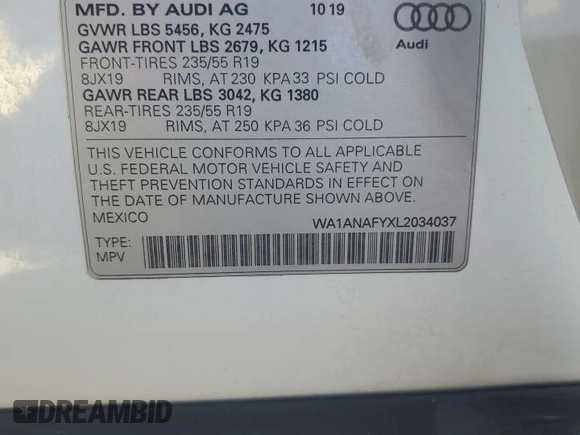 MFD. BY AUDI AG 10 19
GVWR LBS 5456, KG 2475
GAWR FRONT LBS 2679, KG 1215
FRONT-TIRES 235/55 R19
8JX19 RIMS, AT 230 KPA 33 PSI COLD
GAWR REAR LBS 3042, KG 1380
REAR-TIRES 235/55 R19
8JX19 RIMS, AT 250 KPA 36 PSI COLD
Audi
THIS VEHICLE CONFORMS TO ALL APPLICABLE
U.S. FEDERAL MOTOR VEHICLE SAFETY AND
THEFT PREVENTION STANDARDS IN EFFECT ON
THE DATE OF MANUFACTURE SHOWN ABOVE.
MEXICO WA1ANAFYXL2034037
TYPE:
MPV
DREAMBID